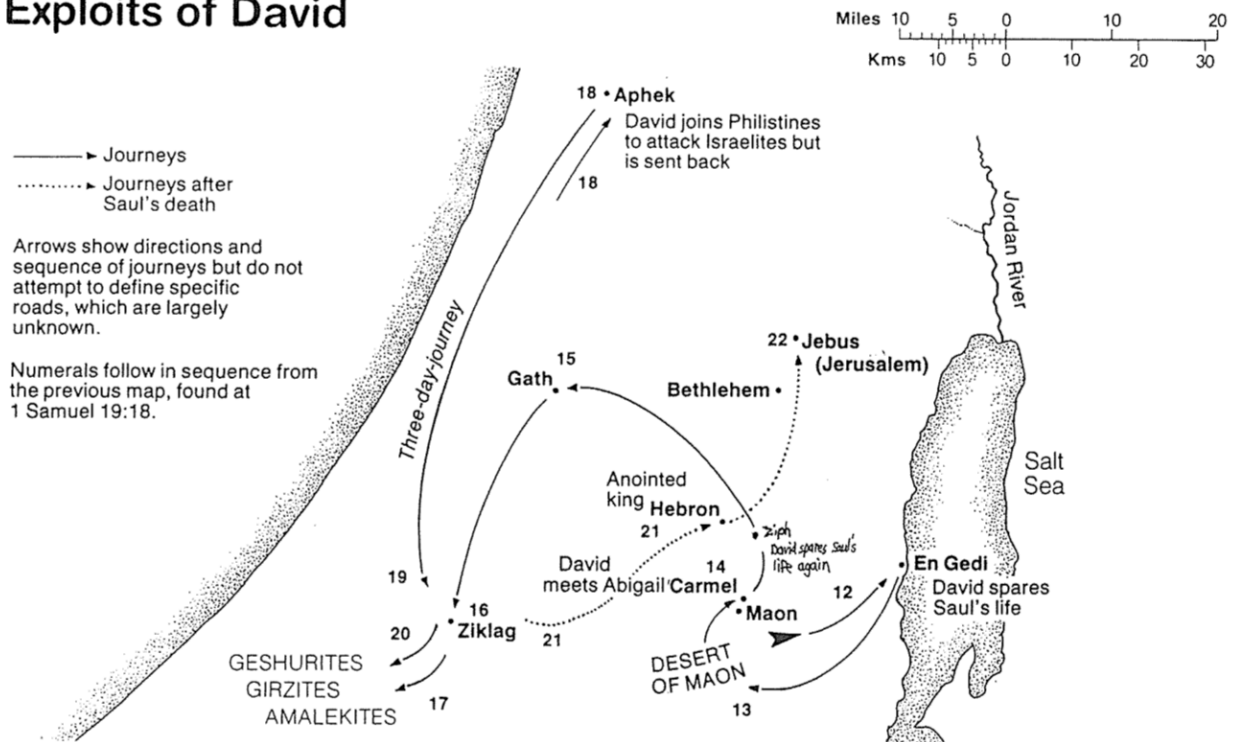 Exploits of David
Miles 10 5 0 10 20
Kms 10 5 0 10 20 30
Journeys
Journeys after
Saul's death
Arrows show directions and
sequence of journeys but do not
attempt to define specific
roads, which are largely
unknown.
Numerals follow in sequence from
the previous map, found at
1 Samuel 19:18.
18 Aphek
David joins Philistines
to attack Israelites but
is sent back
18
Jordan River
Three-day-journey
22 Jebus
(Jerusalem)
15
Gath
Bethlehem
Salt
Sea
Anointed
king Hebron
21
Ziph
David spares Saul's
life again
14
David
meets Abigail Carmel
Maon
12
En Gedi
David spares
Saul's life
19
16
Ziklag
20
21
DESERT
OF MAON
13
GESHURITES
GIRZITES
AMALEKITES
17